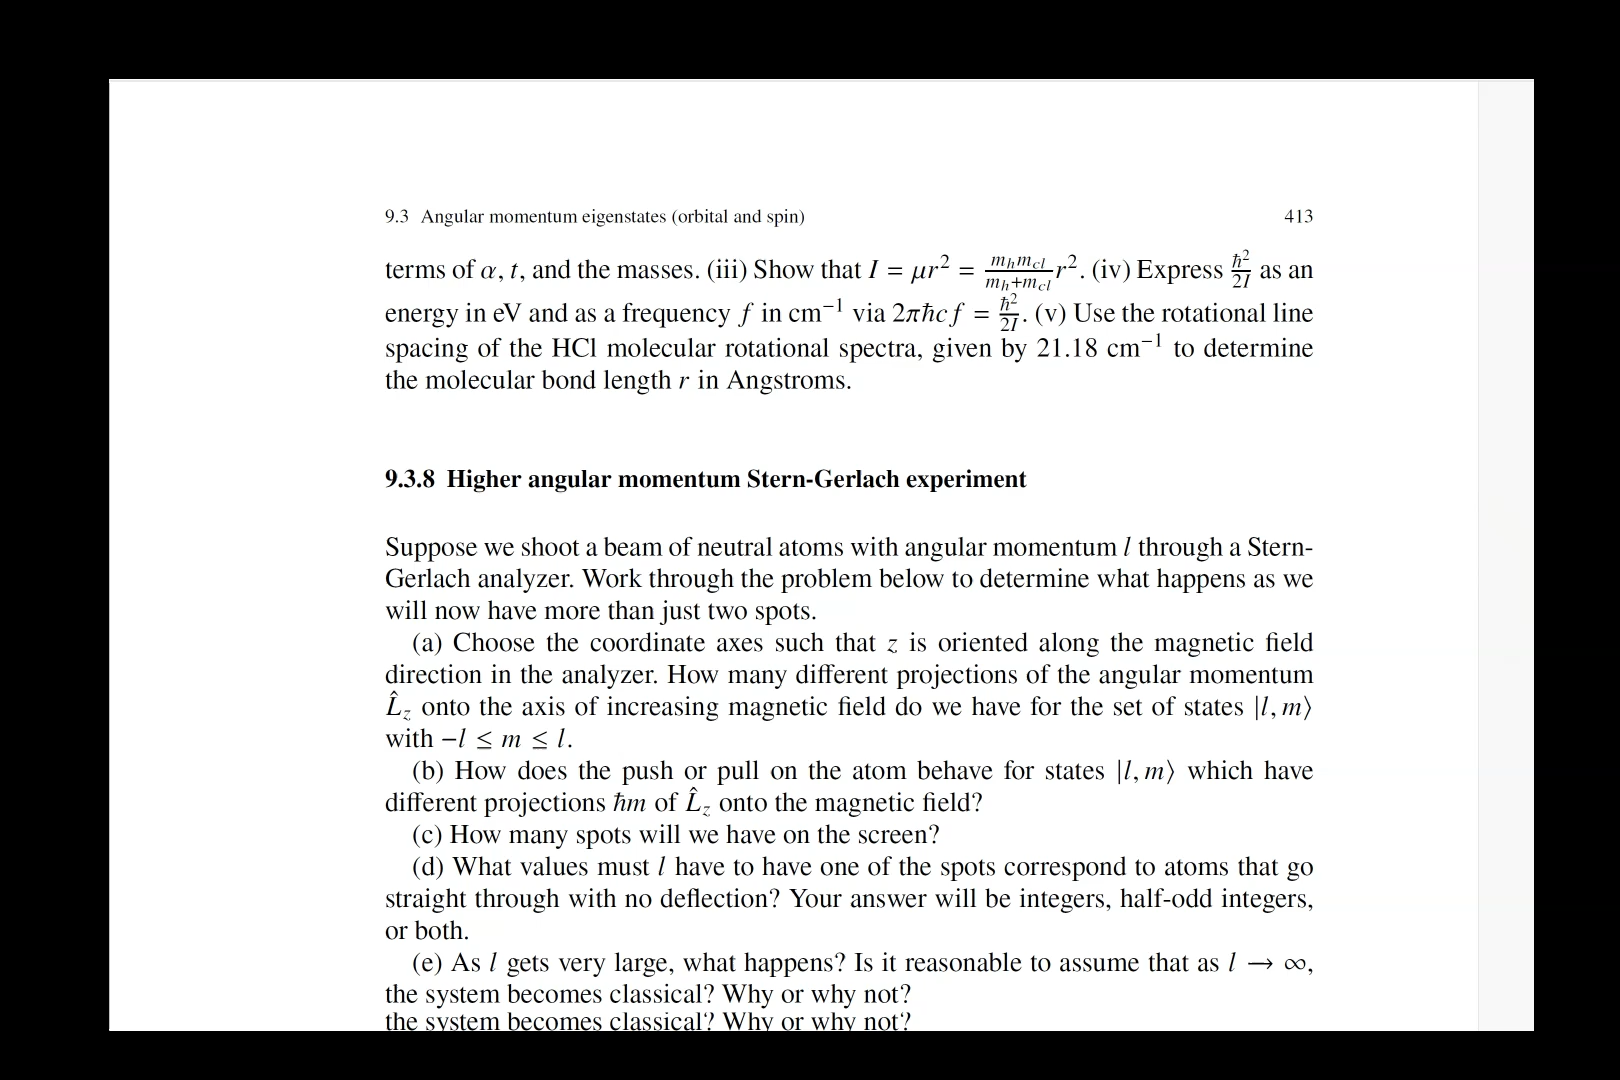 9.3 Angular momentum eigenstates (orbital and spin) 413
terms of α, t, and the masses. (iii) Show that I = μr² = \frac{m_h m_{cl}}{m_h+m_{cl}}r². (iv) Express \frac{ħ²}{2I} as an
energy in eV and as a frequency f in cm⁻¹ via 2πħcf = \frac{ħ²}{2I}. (v) Use the rotational line
spacing of the HCl molecular rotational spectra, given by 21.18 cm⁻¹ to determine
the molecular bond length r in Angstroms.
9.3.8 Higher angular momentum Stern-Gerlach experiment
Suppose we shoot a beam of neutral atoms with angular momentum l through a Stern-
Gerlach analyzer. Work through the problem below to determine what happens as we
will now have more than just two spots.
(a) Choose the coordinate axes such that z is oriented along the magnetic field
direction in the analyzer. How many different projections of the angular momentum
L̂_z onto the axis of increasing magnetic field do we have for the set of states |l, m⟩
with −l ≤ m ≤ l.
(b) How does the push or pull on the atom behave for states |l, m⟩ which have
different projections ħm of L̂_z onto the magnetic field?
(c) How many spots will we have on the screen?
(d) What values must l have to have one of the spots correspond to atoms that go
straight through with no deflection? Your answer will be integers, half-odd integers,
or both.
(e) As l gets very large, what happens? Is it reasonable to assume that as l → ∞,
the system becomes classical? Why or why not?
the system becomes classical? Why or why not?